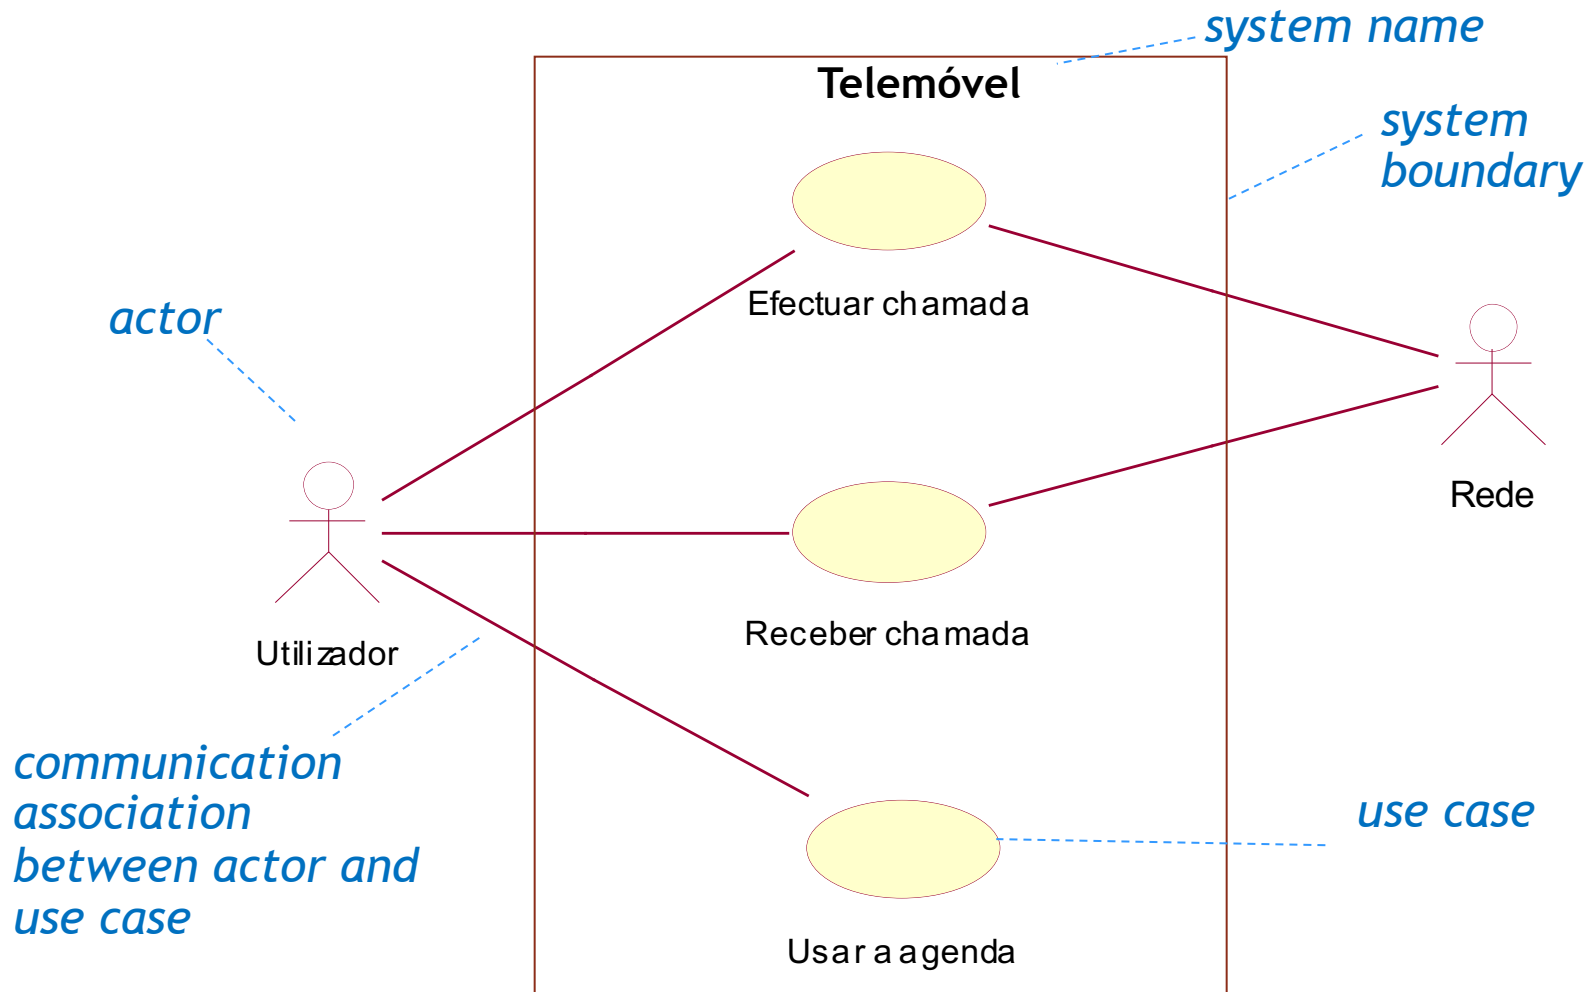 system name
Telemóvel
system
boundary
Efectuar chamada
actor
Rede
Receber chamada
Utilizador
communication
association
between actor and
use case
use case
Usar a agenda